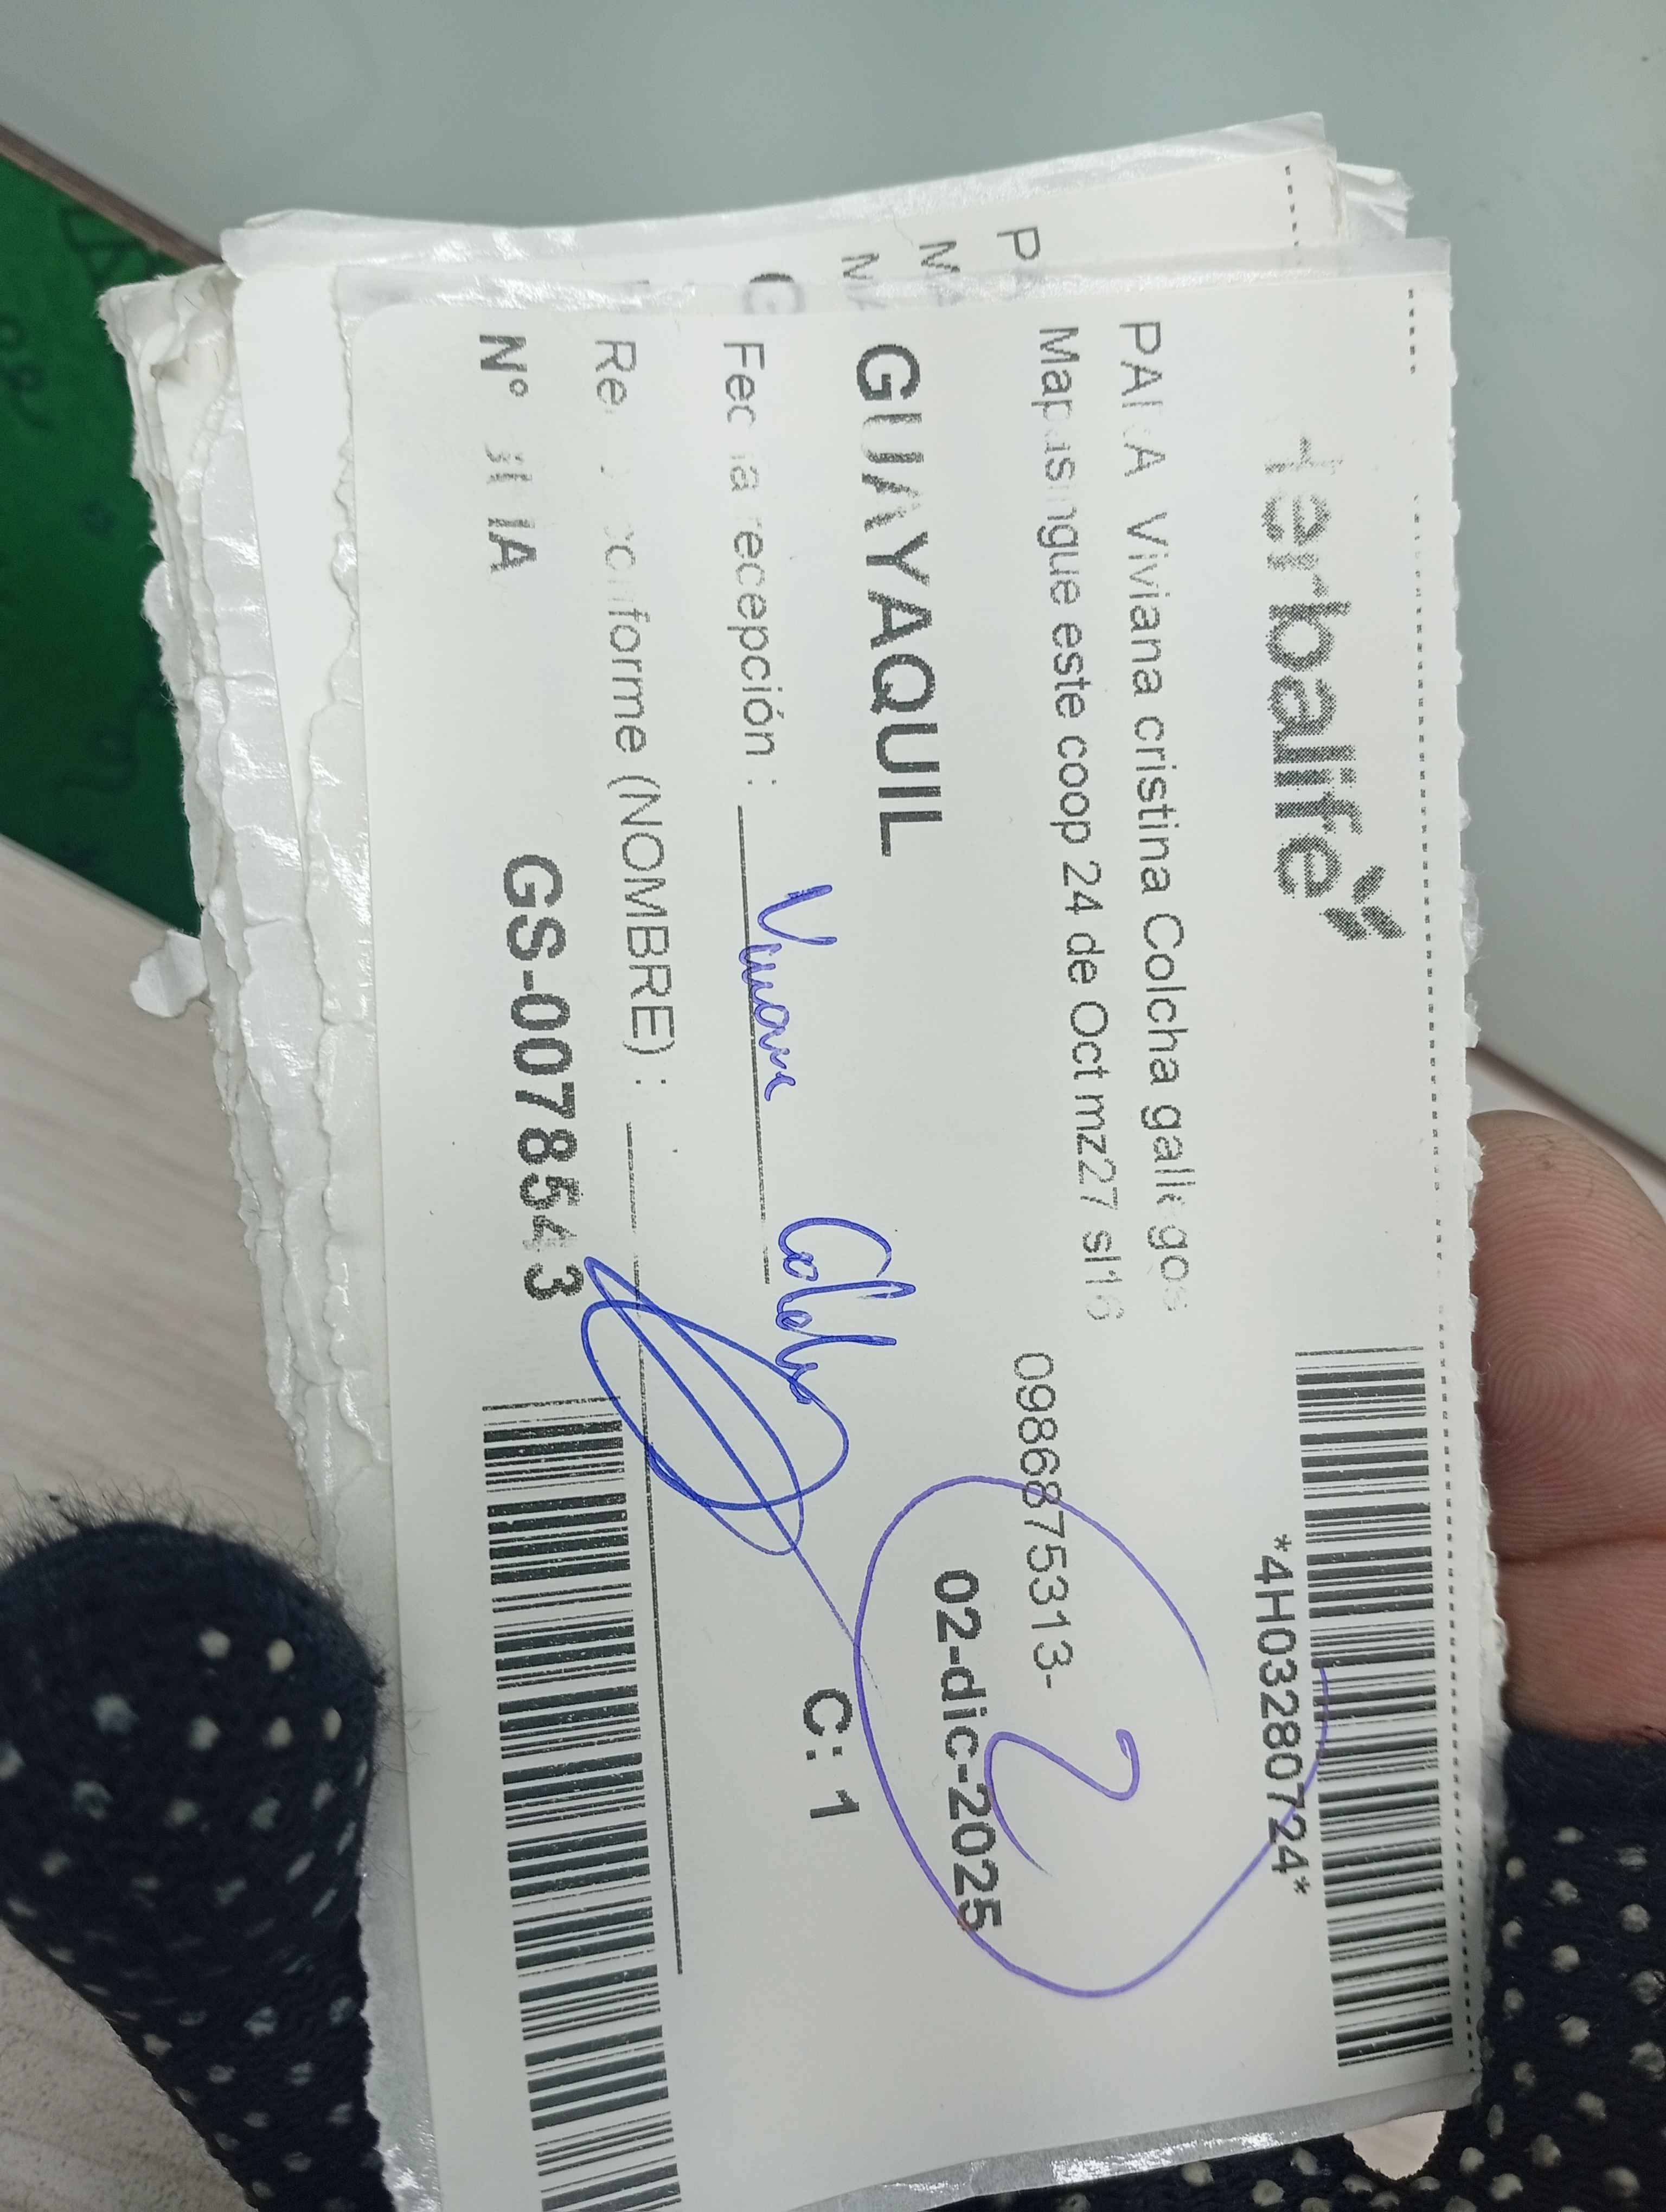 Herbalife
*4H03280724*
PARA Viviana cristina Colcha gallegos
Mapasingue este coop 24 de Oct mz27 sl16
0986875313-
2
GUAYAQUIL
02-dic-2025
Fecha recepción :
Viviana Colcha
C: 1
Recibí conforme (NOMBRE) :
N° GUIA
GS-0078543